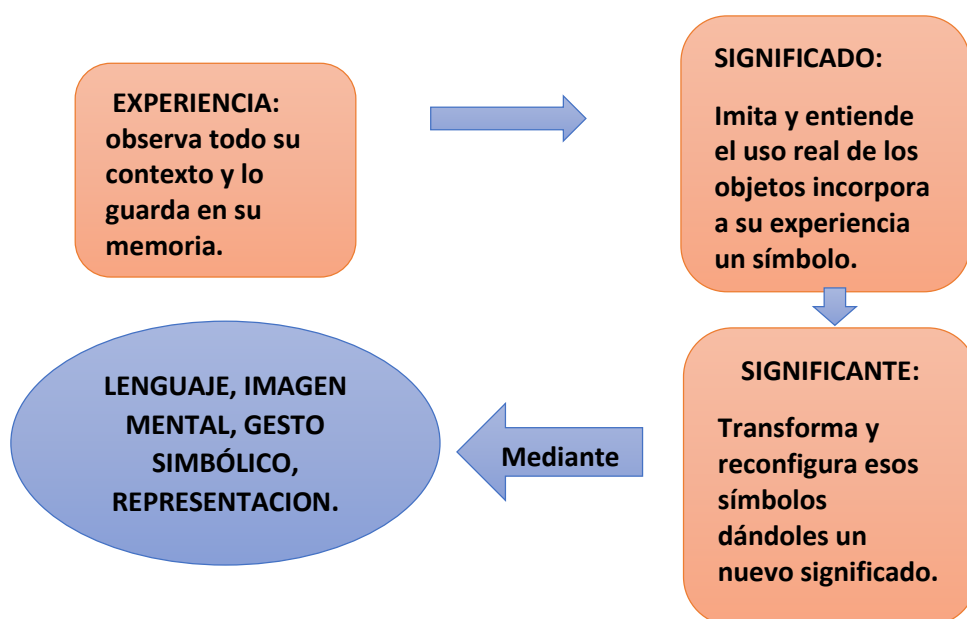 EXPERIENCIA:
observa todo su
contexto y lo
guarda en su
memoria.
SIGNIFICADO:
Imita y entiende
el uso real de los
objetos incorpora
a su experiencia
un símbolo.
SIGNIFICANTE:
Transforma y
reconfigura esos
símbolos
dándoles un
nuevo significado.
Mediante
LENGUAJE, IMAGEN
MENTAL, GESTO
SIMBÓLICO,
REPRESENTACION.